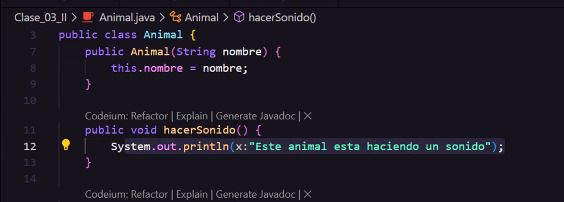 Clase_03_II > Animal.java > Animal > hacerSonido()
3 public class Animal {
7 public Animal(String nombre) {
8 this.nombre = nombre;
9 }
10
Codeium: Refactor | Explain | Generate Javadoc | ×
11 public void hacerSonido() {
12 System.out.println(x:"Este animal esta haciendo un sonido");
13 }
14
Codeium: Refactor | Explain | Generate Javadoc | ×